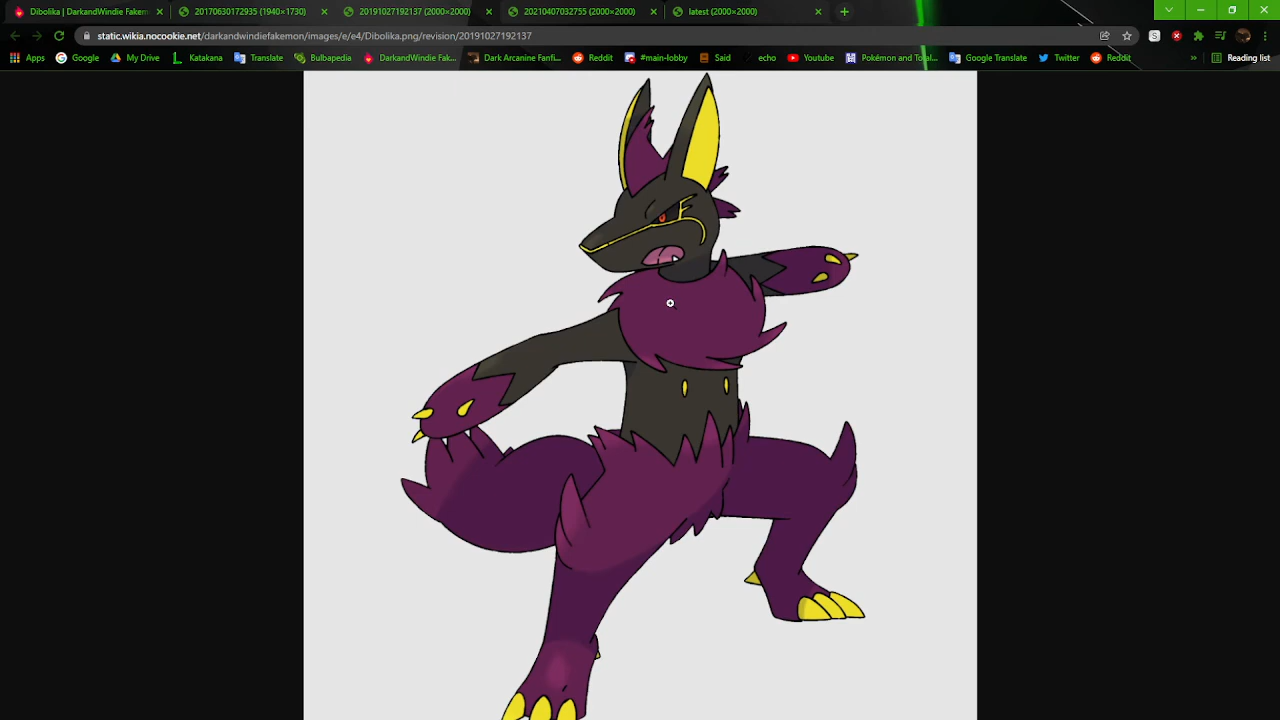 Dibolika | DarkandWindie Fakem
20170630172935 (1940×1730)
20191027192137 (2000×2000)
20210407032755 (2000×2000)
latest (2000×2000)
static.wikia.nocookie.net/darkandwindiefakemon/images/e/e4/Dibolika.png/revision/20191027192137
Apps
Google
My Drive
Katakana
Translate
Bulbapedia
DarkandWindie Fak...
Dark Arcanine Fanfi...
Reddit
#main-lobby
Said
echo
Youtube
Pokémon and Total...
Google Translate
Twitter
Reddit
»
Reading list